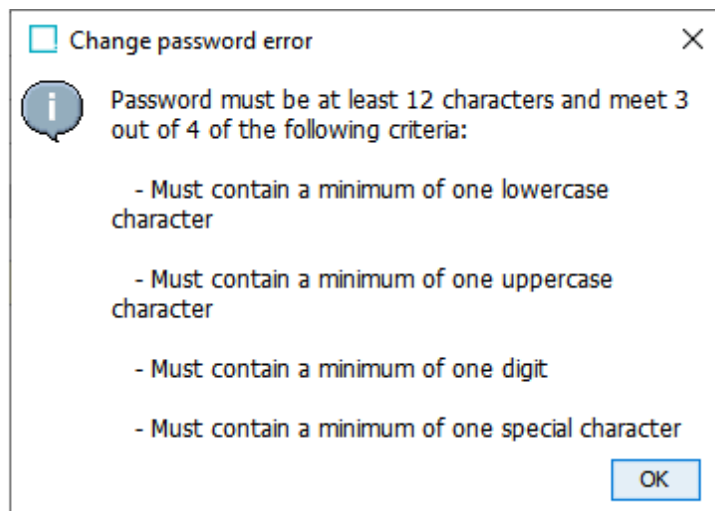 Change password error
Password must be at least 12 characters and meet 3
out of 4 of the following criteria:
- Must contain a minimum of one lowercase
character
- Must contain a minimum of one uppercase
character
- Must contain a minimum of one digit
- Must contain a minimum of one special character
OK